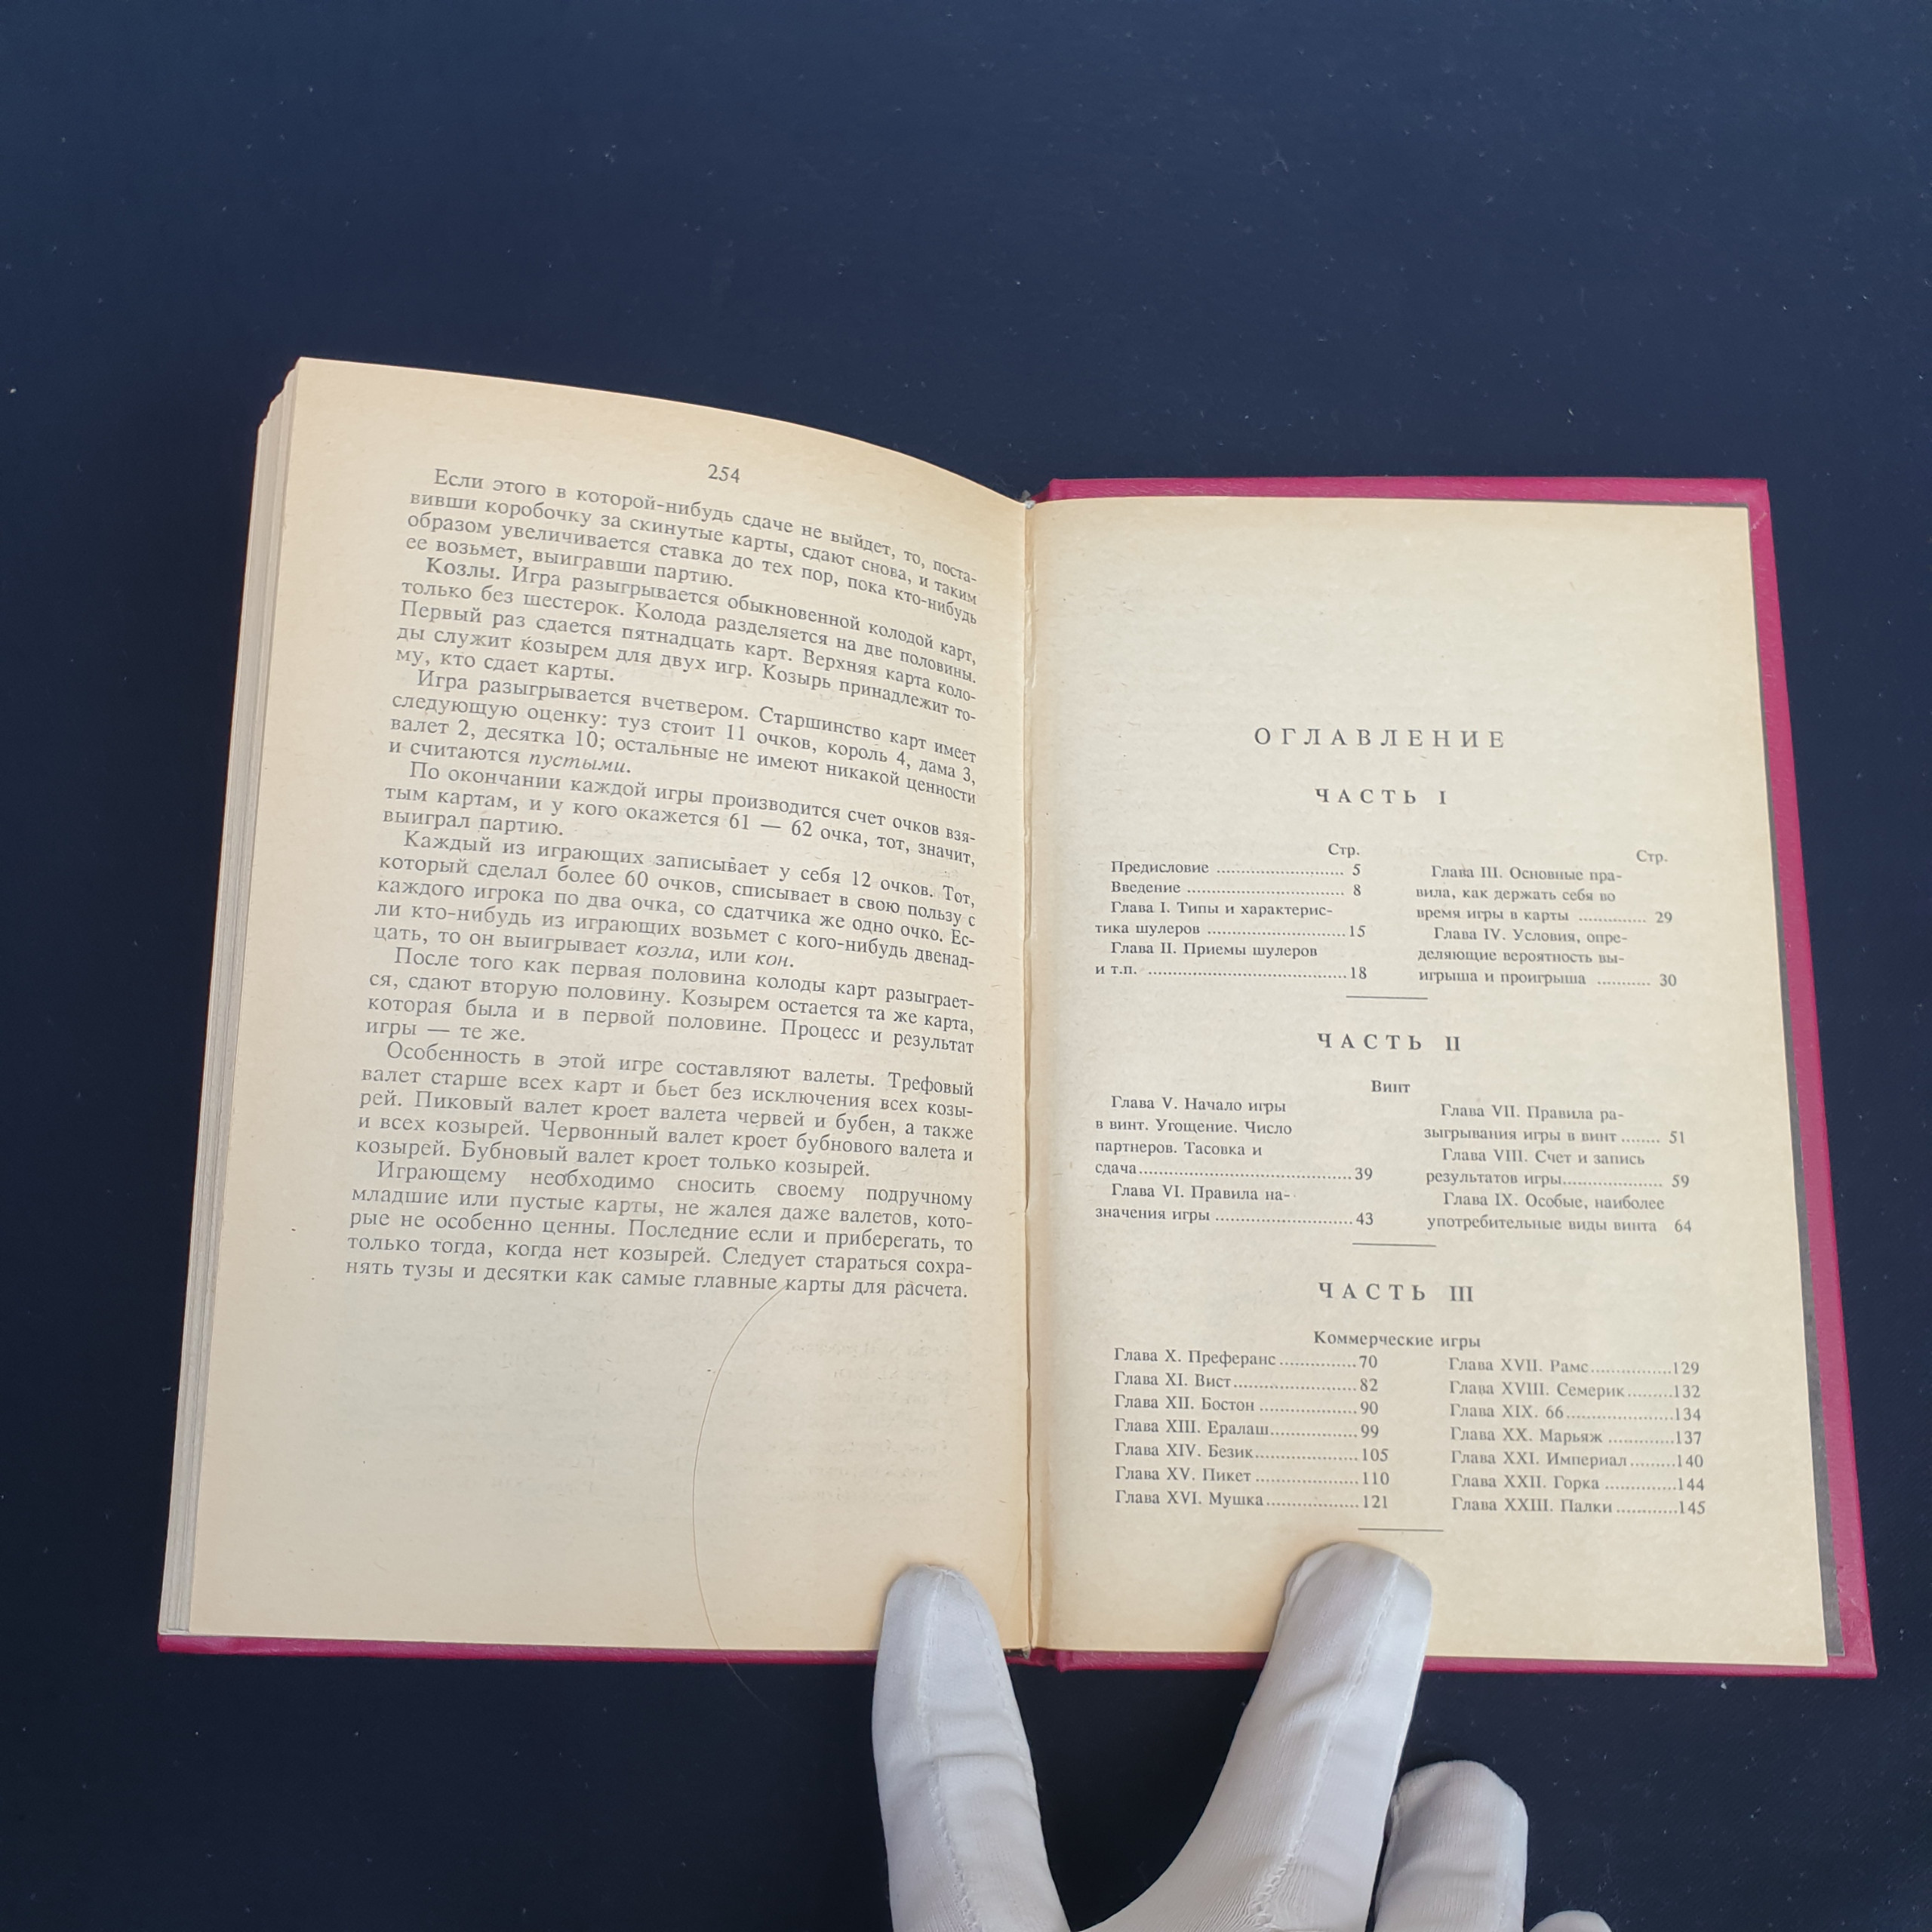 254
Если этого в которой-нибудь сдаче не выйдет, то, поста-
вивши коробочку за скинутые карты, сдают снова, и таким
образом увеличивается ставка до тех пор, пока кто-нибудь
ее возьмет, выигравши партию.
Козлы. Игра разыгрывается обыкновенной колодой карт,
только без шестерок. Колода разделяется на две половины.
Первый раз сдается пятнадцать карт. Верхняя карта коло-
ды служит козырем для двух игр. Козырь принадлежит то-
му, кто сдает карты.
Игра разыгрывается вчетвером. Старшинство карт имеет
следующую оценку: туз стоит 11 очков, король 4, дама 3,
валет 2, десятка 10; остальные не имеют никакой ценности
и считаются пустыми.
По окончании каждой игры производится счет очков взя-
тым картам, и у кого окажется 61 — 62 очка, тот, значит,
выиграл партию.
Каждый из играющих записывает у себя 12 очков. Тот,
который сделал более 60 очков, списывает в свою пользу с
каждого игрока по два очка, со сдатчика же одно очко. Ес-
ли кто-нибудь из играющих возьмет с кого-нибудь двенад-
цать, то он выигрывает козла, или кон.
После того как первая половина колоды карт разыграет-
ся, сдают вторую половину. Козырем остается та же карта,
которая была и в первой половине. Процесс и результат
игры — те же.
Особенность в этой игре составляют валеты. Трефовый
валет старше всех карт и бьет без исключения всех козы-
рей. Пиковый валет кроет валета червей и бубен, а также
и всех козырей. Червонный валет кроет бубнового валета и
козырей. Бубновый валет кроет только козырей.
Играющему необходимо сносить своему подручному
младшие или пустые карты, не жалея даже валетов, кото-
рые не особенно ценны. Последние если и приберегать, то
только тогда, когда нет козырей. Следует стараться сохра-
нять тузы и десятки как самые главные карты для расчета.
ОГЛАВЛЕНИЕ
ЧАСТЬ I
Стр.
Предисловие .............................. 5
Введение ..................................... 8
Глава I. Типы и характерис-
тика шулеров .................................15
Глава II. Приемы шулеров
и т.п. ................................................18
Стр.
Глава III. Основные пра-
вила, как держать себя во
время игры в карты .............. 29
Глава IV. Условия, опре-
деляющие вероятность вы-
игрыша и проигрыша ........... 30
ЧАСТЬ II
Винт
Глава V. Начало игры
в винт. Угощение. Число
партнеров. Тасовка и
сдача...................................................39
Глава VI. Правила на-
значения игры .................................43
Глава VII. Правила ра-
зыгрывания игры в винт ........ 51
Глава VIII. Счет и запись
результатов игры..................... 59
Глава IX. Особые, наиболее
употребительные виды винта 64
ЧАСТЬ III
Коммерческие игры
Глава X. Преферанс...............70
Глава XI. Вист........................82
Глава XII. Бостон ...................90
Глава XIII. Ералаш.................99
Глава XIV. Безик....................105
Глава XV. Пикет ....................110
Глава XVI. Мушка..................121
Глава XVII. Рамс................129
Глава XVIII. Семерик.........132
Глава XIX. 66.....................134
Глава XX. Марьяж .............137
Глава XXI. Империал.........140
Глава XXII. Горка ..............144
Глава XXIII. Палки ............145